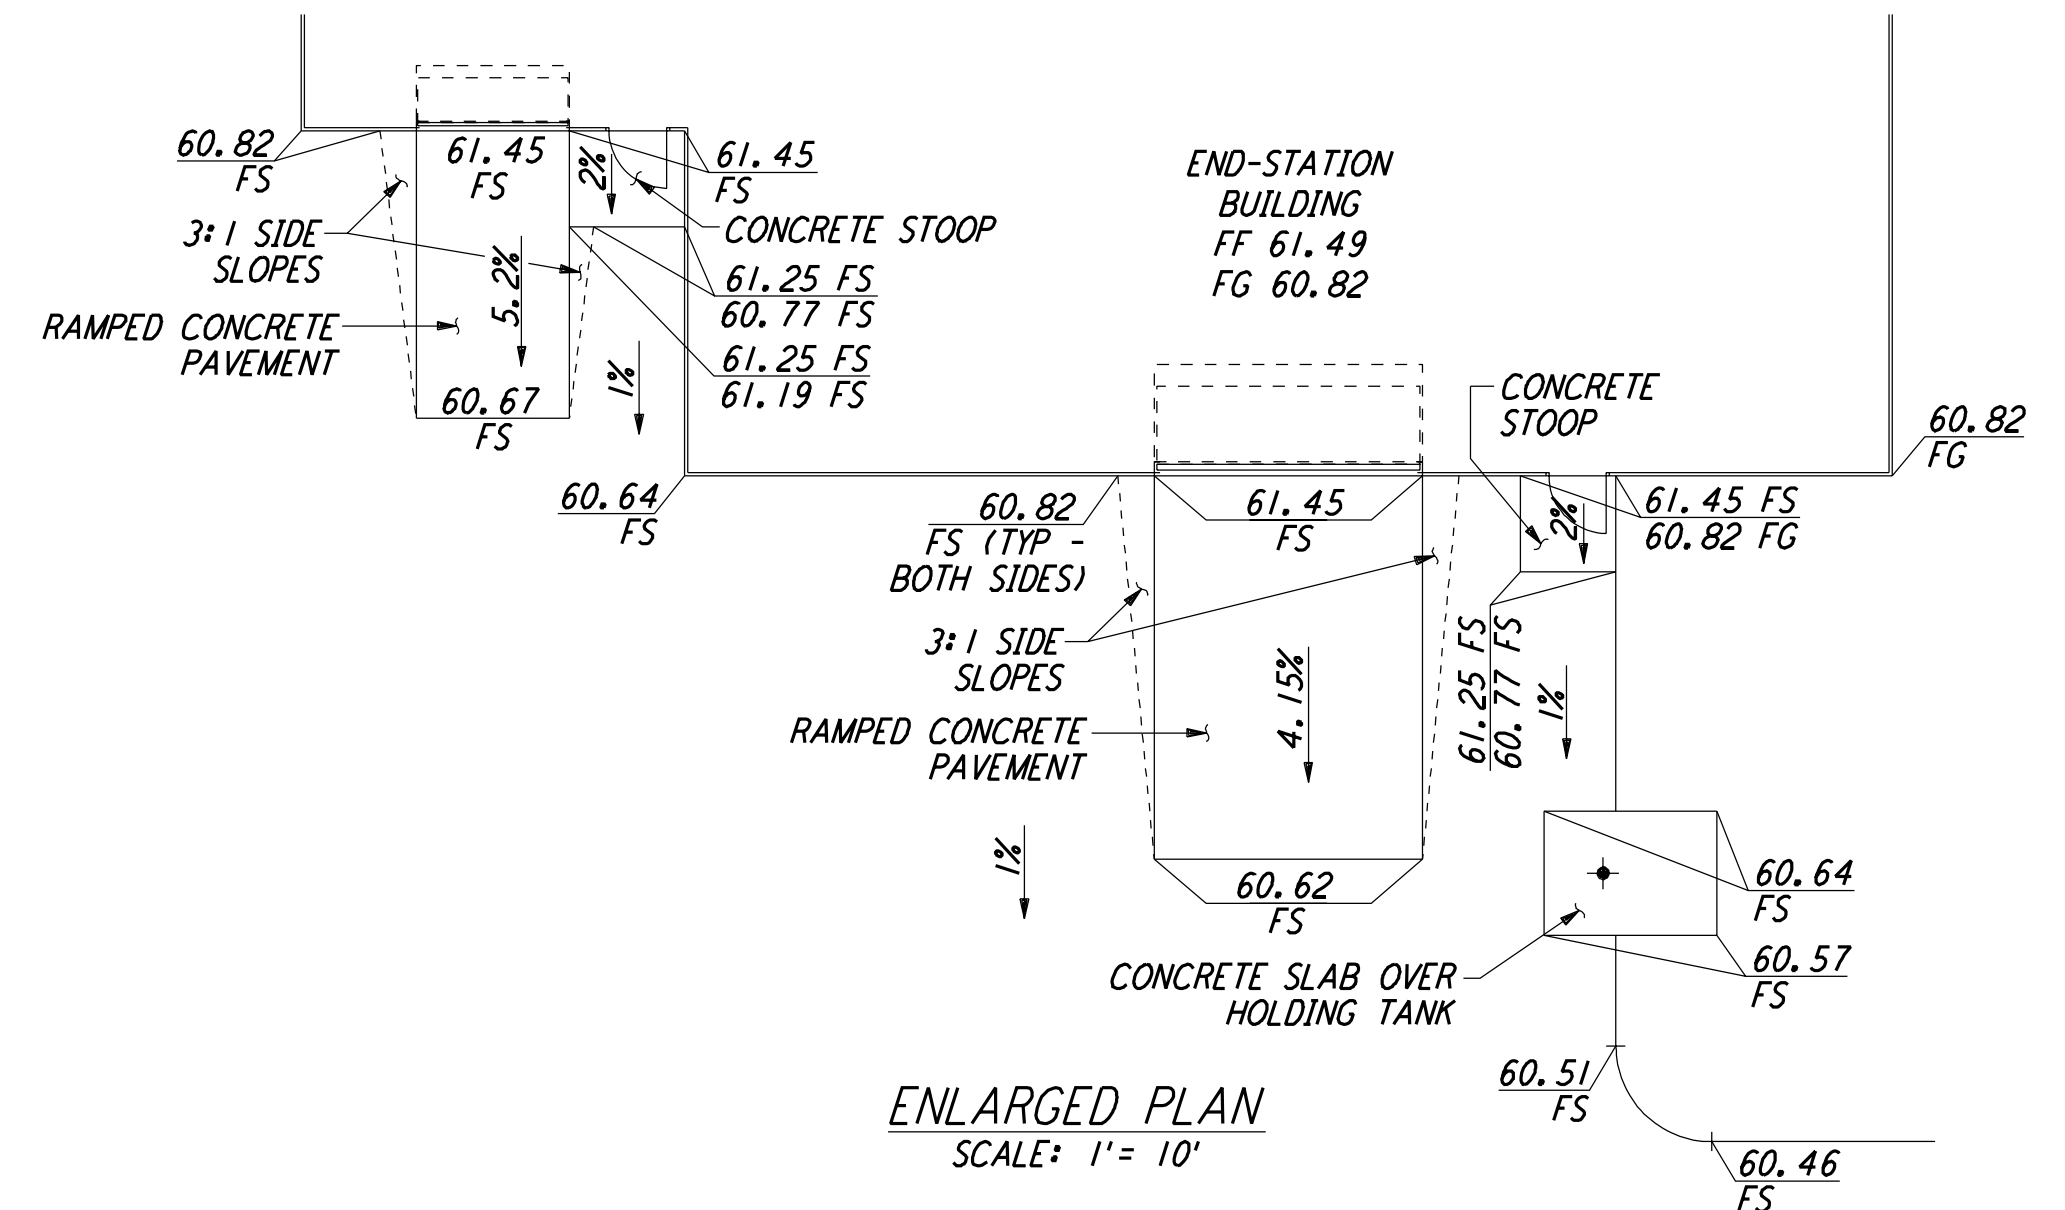 60.82
FS
61.45
FS
2%
61.45
FS
3:1 SIDE
SLOPES
5.2%
CONCRETE STOOP
61.25 FS
60.77 FS
RAMPED CONCRETE
PAVEMENT
61.25 FS
61.19 FS
1%
60.67
FS
END-STATION
BUILDING
FF 61.49
FG 60.82
CONCRETE
STOOP
60.82
FG
60.64
FS
60.82
FS (TYP -
BOTH SIDES)
61.45
FS
2%
61.45 FS
60.82 FG
3:1 SIDE
SLOPES
4.15%
61.25 FS
60.77 FS
1%
RAMPED CONCRETE
PAVEMENT
1%
60.62
FS
60.64
FS
60.57
FS
CONCRETE SLAB OVER
HOLDING TANK
60.51
FS
60.46
FS
ENLARGED PLAN
SCALE: 1'= 10'